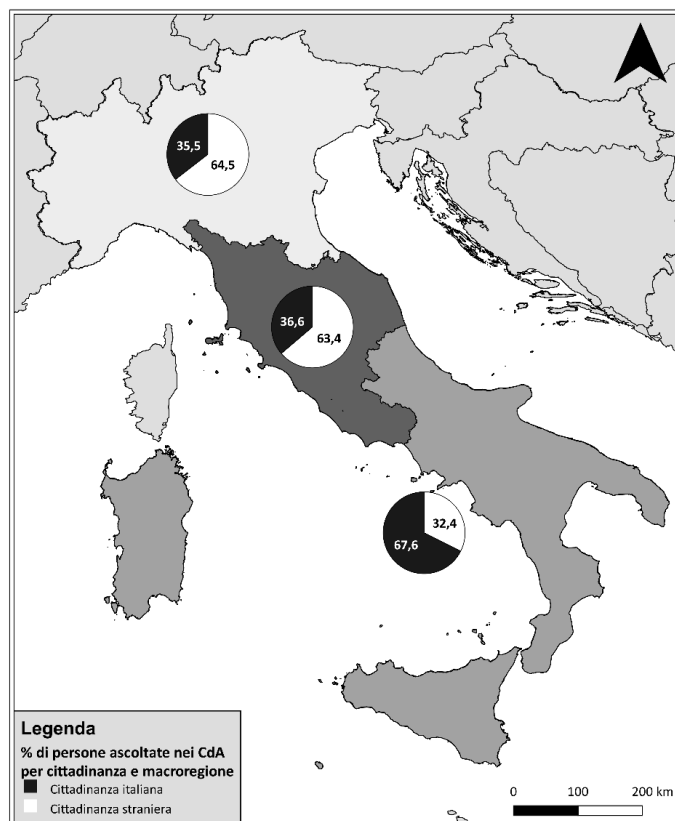 35,5
64,5
36,6
63,4
32,4
67,6
Legenda
% di persone ascoltate nei CdA
per cittadinanza e macroregione
Cittadinanza italiana
Cittadinanza straniera
0 100 200 km